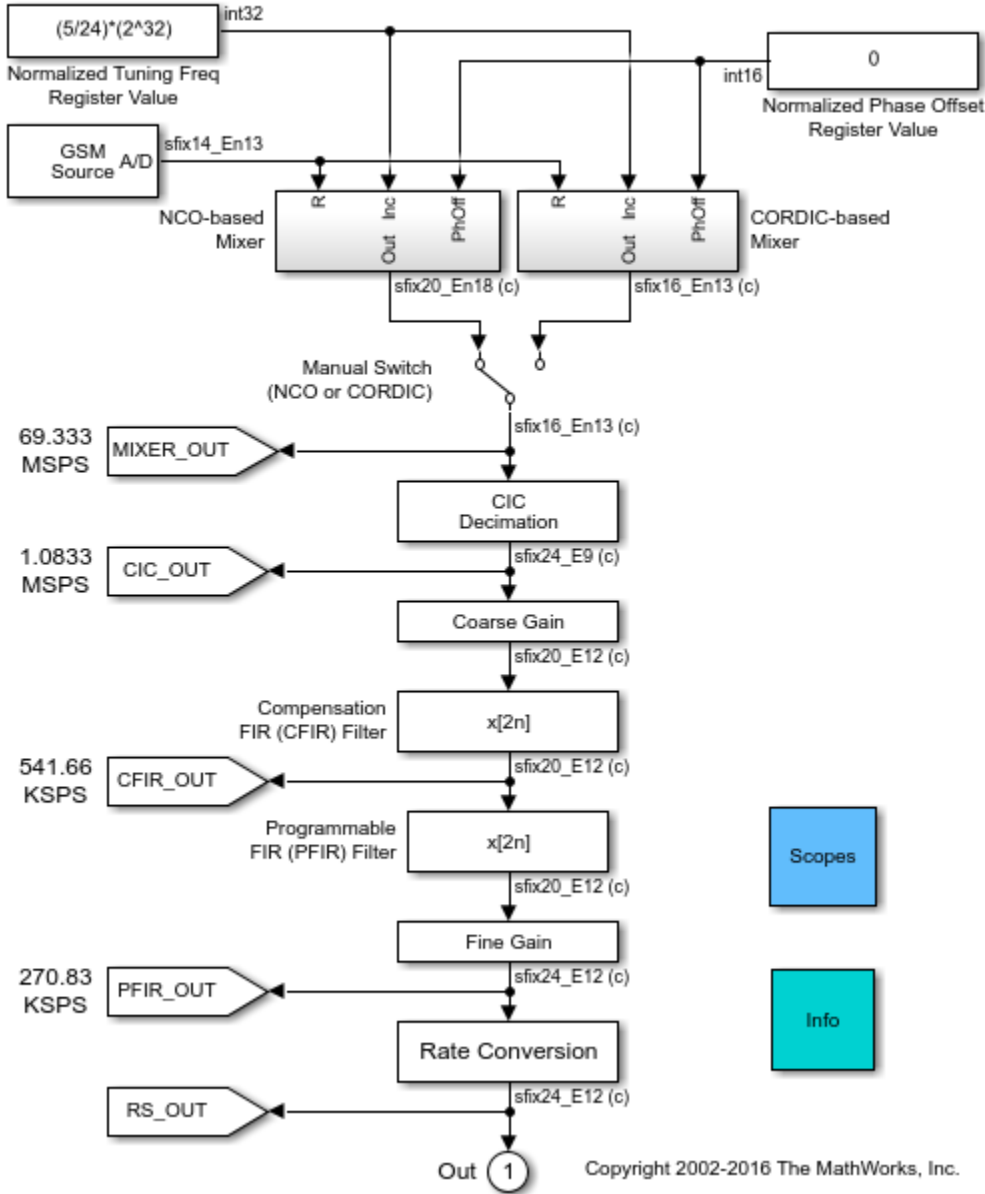 (5/24)*(2^32)
int32
Normalized Tuning Freq
Register Value
0
int16
Normalized Phase Offset
Register Value
GSM
Source
A/D
sfix14_En13
NCO-based
Mixer
R
Inc
PhOff
Out
R
Inc
PhOff
Out
CORDIC-based
Mixer
sfix20_En18 (c)
sfix16_En13 (c)
Manual Switch
(NCO or CORDIC)
sfix16_En13 (c)
69.333
MSPS
MIXER_OUT
CIC
Decimation
sfix24_E9 (c)
1.0833
MSPS
CIC_OUT
Coarse Gain
sfix20_E12 (c)
Compensation
FIR (CFIR) Filter
x[2n]
sfix20_E12 (c)
541.66
KSPS
CFIR_OUT
Programmable
FIR (PFIR) Filter
x[2n]
Scopes
sfix20_E12 (c)
Fine Gain
sfix24_E12 (c)
270.83
KSPS
PFIR_OUT
Info
Rate Conversion
sfix24_E12 (c)
RS_OUT
Out
1
Copyright 2002-2016 The MathWorks, Inc.